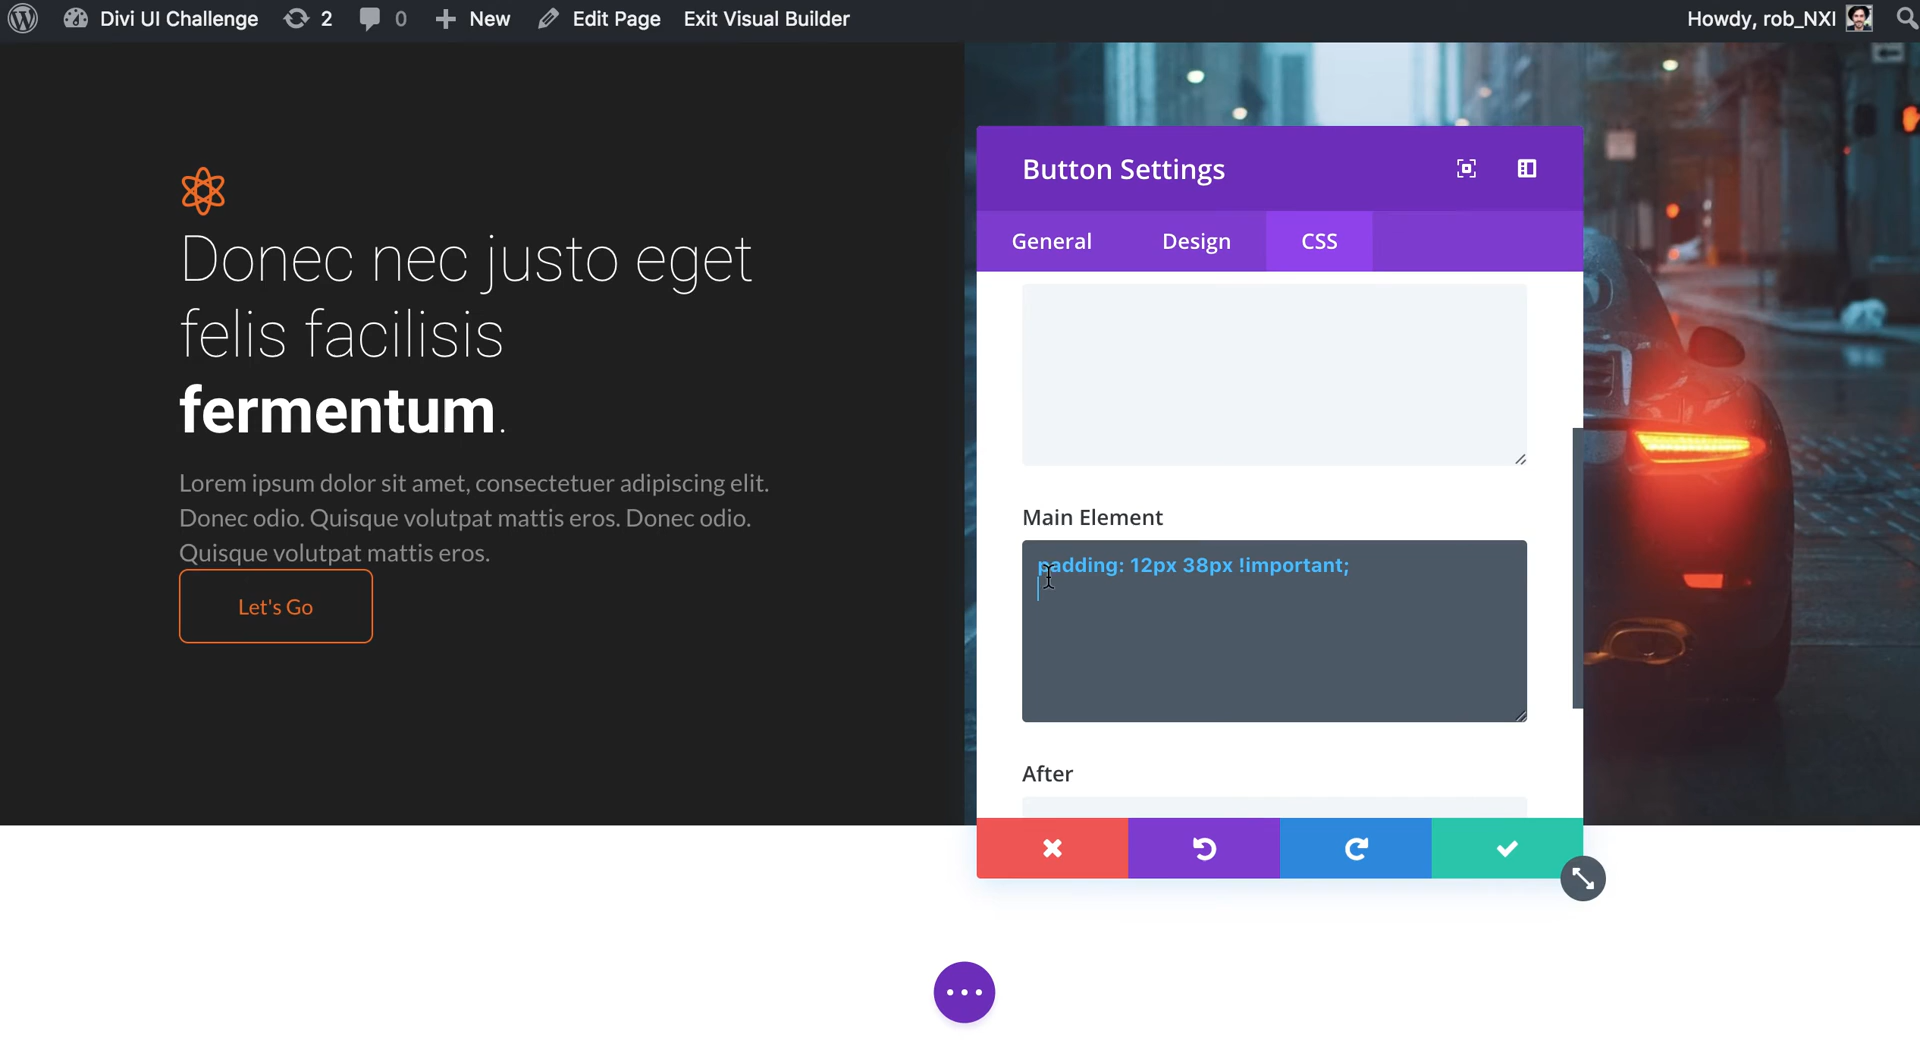 Divi UI Challenge 2 0 New Edit Page Exit Visual Builder Howdy, rob_NXI
Donec nec justo eget
felis facilisis
fermentum.
Lorem ipsum dolor sit amet, consectetuer adipiscing elit.
Donec odio. Quisque volutpat mattis eros. Donec odio.
Quisque volutpat mattis eros.
Let's Go
Button Settings
General Design CSS
Main Element
padding: 12px 38px !important;
After